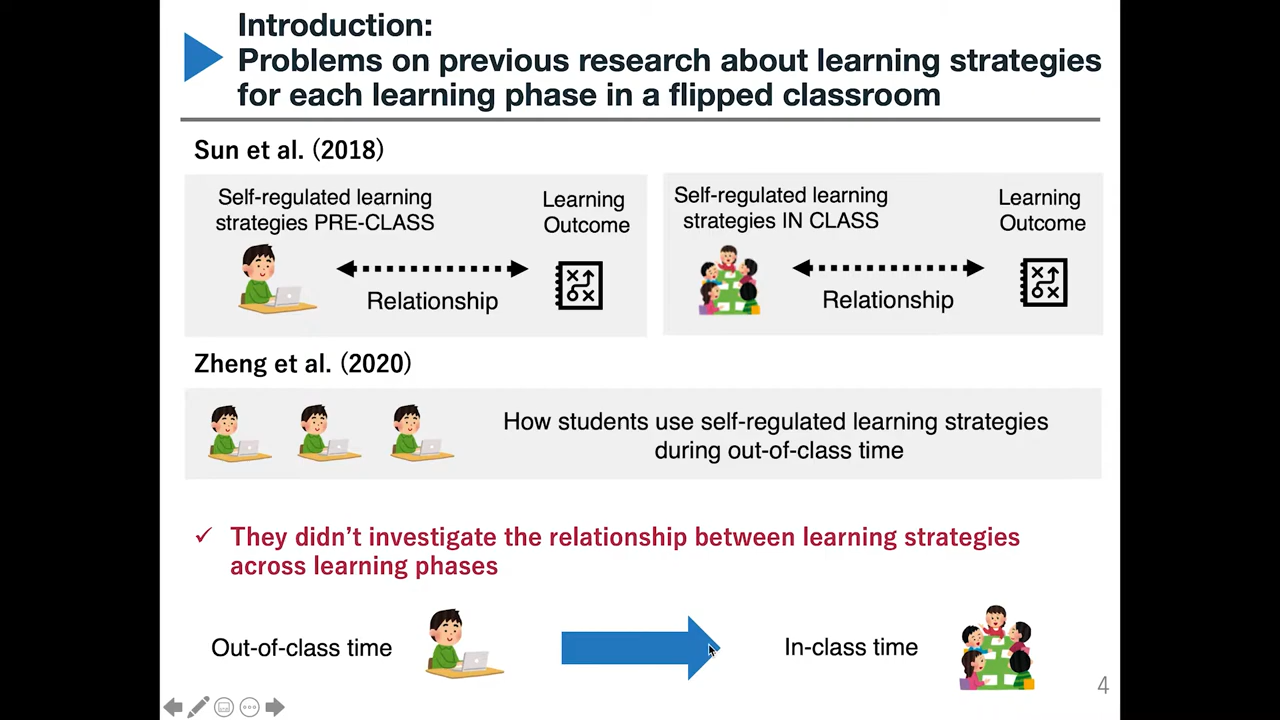 Introduction:
Problems on previous research about learning strategies
for each learning phase in a flipped classroom
Sun et al. (2018)
Self-regulated learning
strategies PRE-CLASS
Learning
Outcome
Relationship
Self-regulated learning
strategies IN CLASS
Learning
Outcome
Relationship
Zheng et al. (2020)
How students use self-regulated learning strategies
during out-of-class time
✓ They didn't investigate the relationship between learning strategies
across learning phases
Out-of-class time
In-class time
4